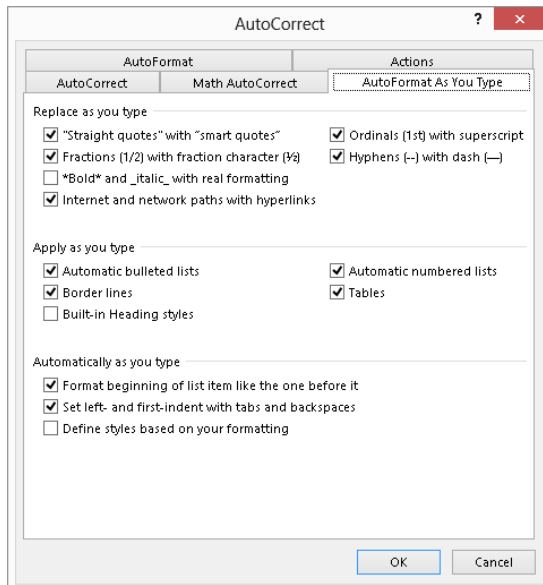 AutoCorrect ?
AutoFormat Actions
AutoCorrect Math AutoCorrect AutoFormat As You Type
Replace as you type
"Straight quotes" with “smart quotes” Ordinals (1st) with superscript
Fractions (1/2) with fraction character (½) Hyphens (--) with dash (—)
*Bold* and _italic_ with real formatting
Internet and network paths with hyperlinks
Apply as you type
Automatic bulleted lists Automatic numbered lists
Border lines Tables
Built-in Heading styles
Automatically as you type
Format beginning of list item like the one before it
Set left- and first-indent with tabs and backspaces
Define styles based on your formatting
OK Cancel